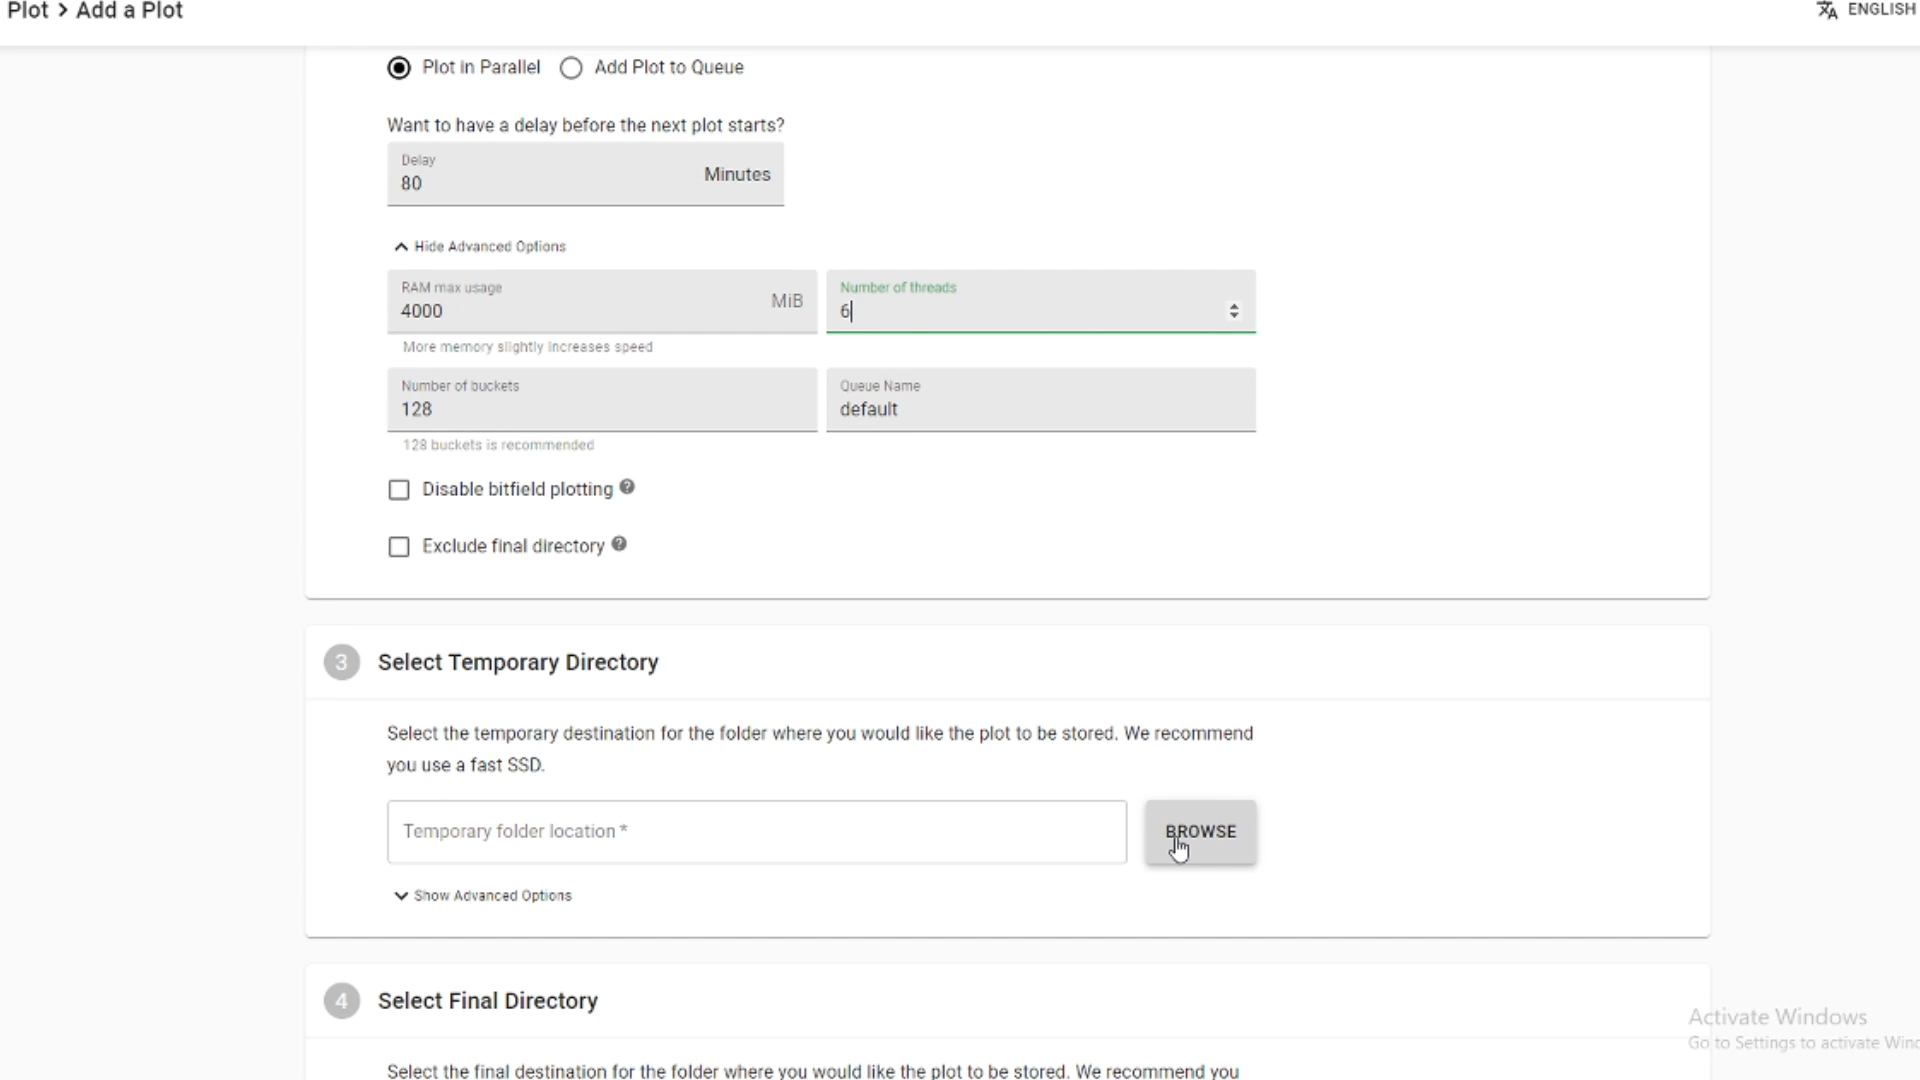 Plot > Add a Plot
ENGLISH
Plot in Parallel Add Plot to Queue
Want to have a delay before the next plot starts?
Delay
80 Minutes
Hide Advanced Options
RAM max usage
4000 MiB
Number of threads
6
More memory slightly increases speed
Number of buckets
128
Queue Name
default
128 buckets is recommended
Disable bitfield plotting
Exclude final directory
3 Select Temporary Directory
Select the temporary destination for the folder where you would like the plot to be stored. We recommend
you use a fast SSD.
Temporary folder location *
BROWSE
Show Advanced Options
4 Select Final Directory
Select the final destination for the folder where you would like the plot to be stored. We recommend you
Activate Windows
Go to Settings to activate Winc